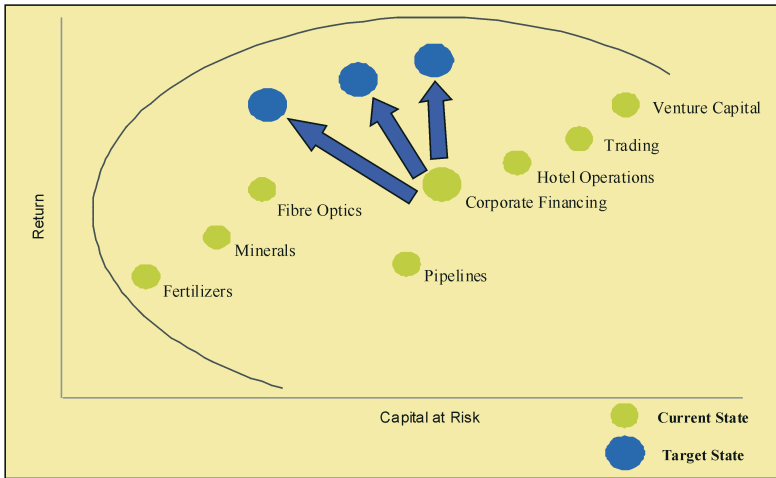 Venture Capital
Trading
Hotel Operations
Corporate Financing
Fibre Optics
Minerals
Pipelines
Fertilizers
Return
Capital at Risk
Current State
Target State